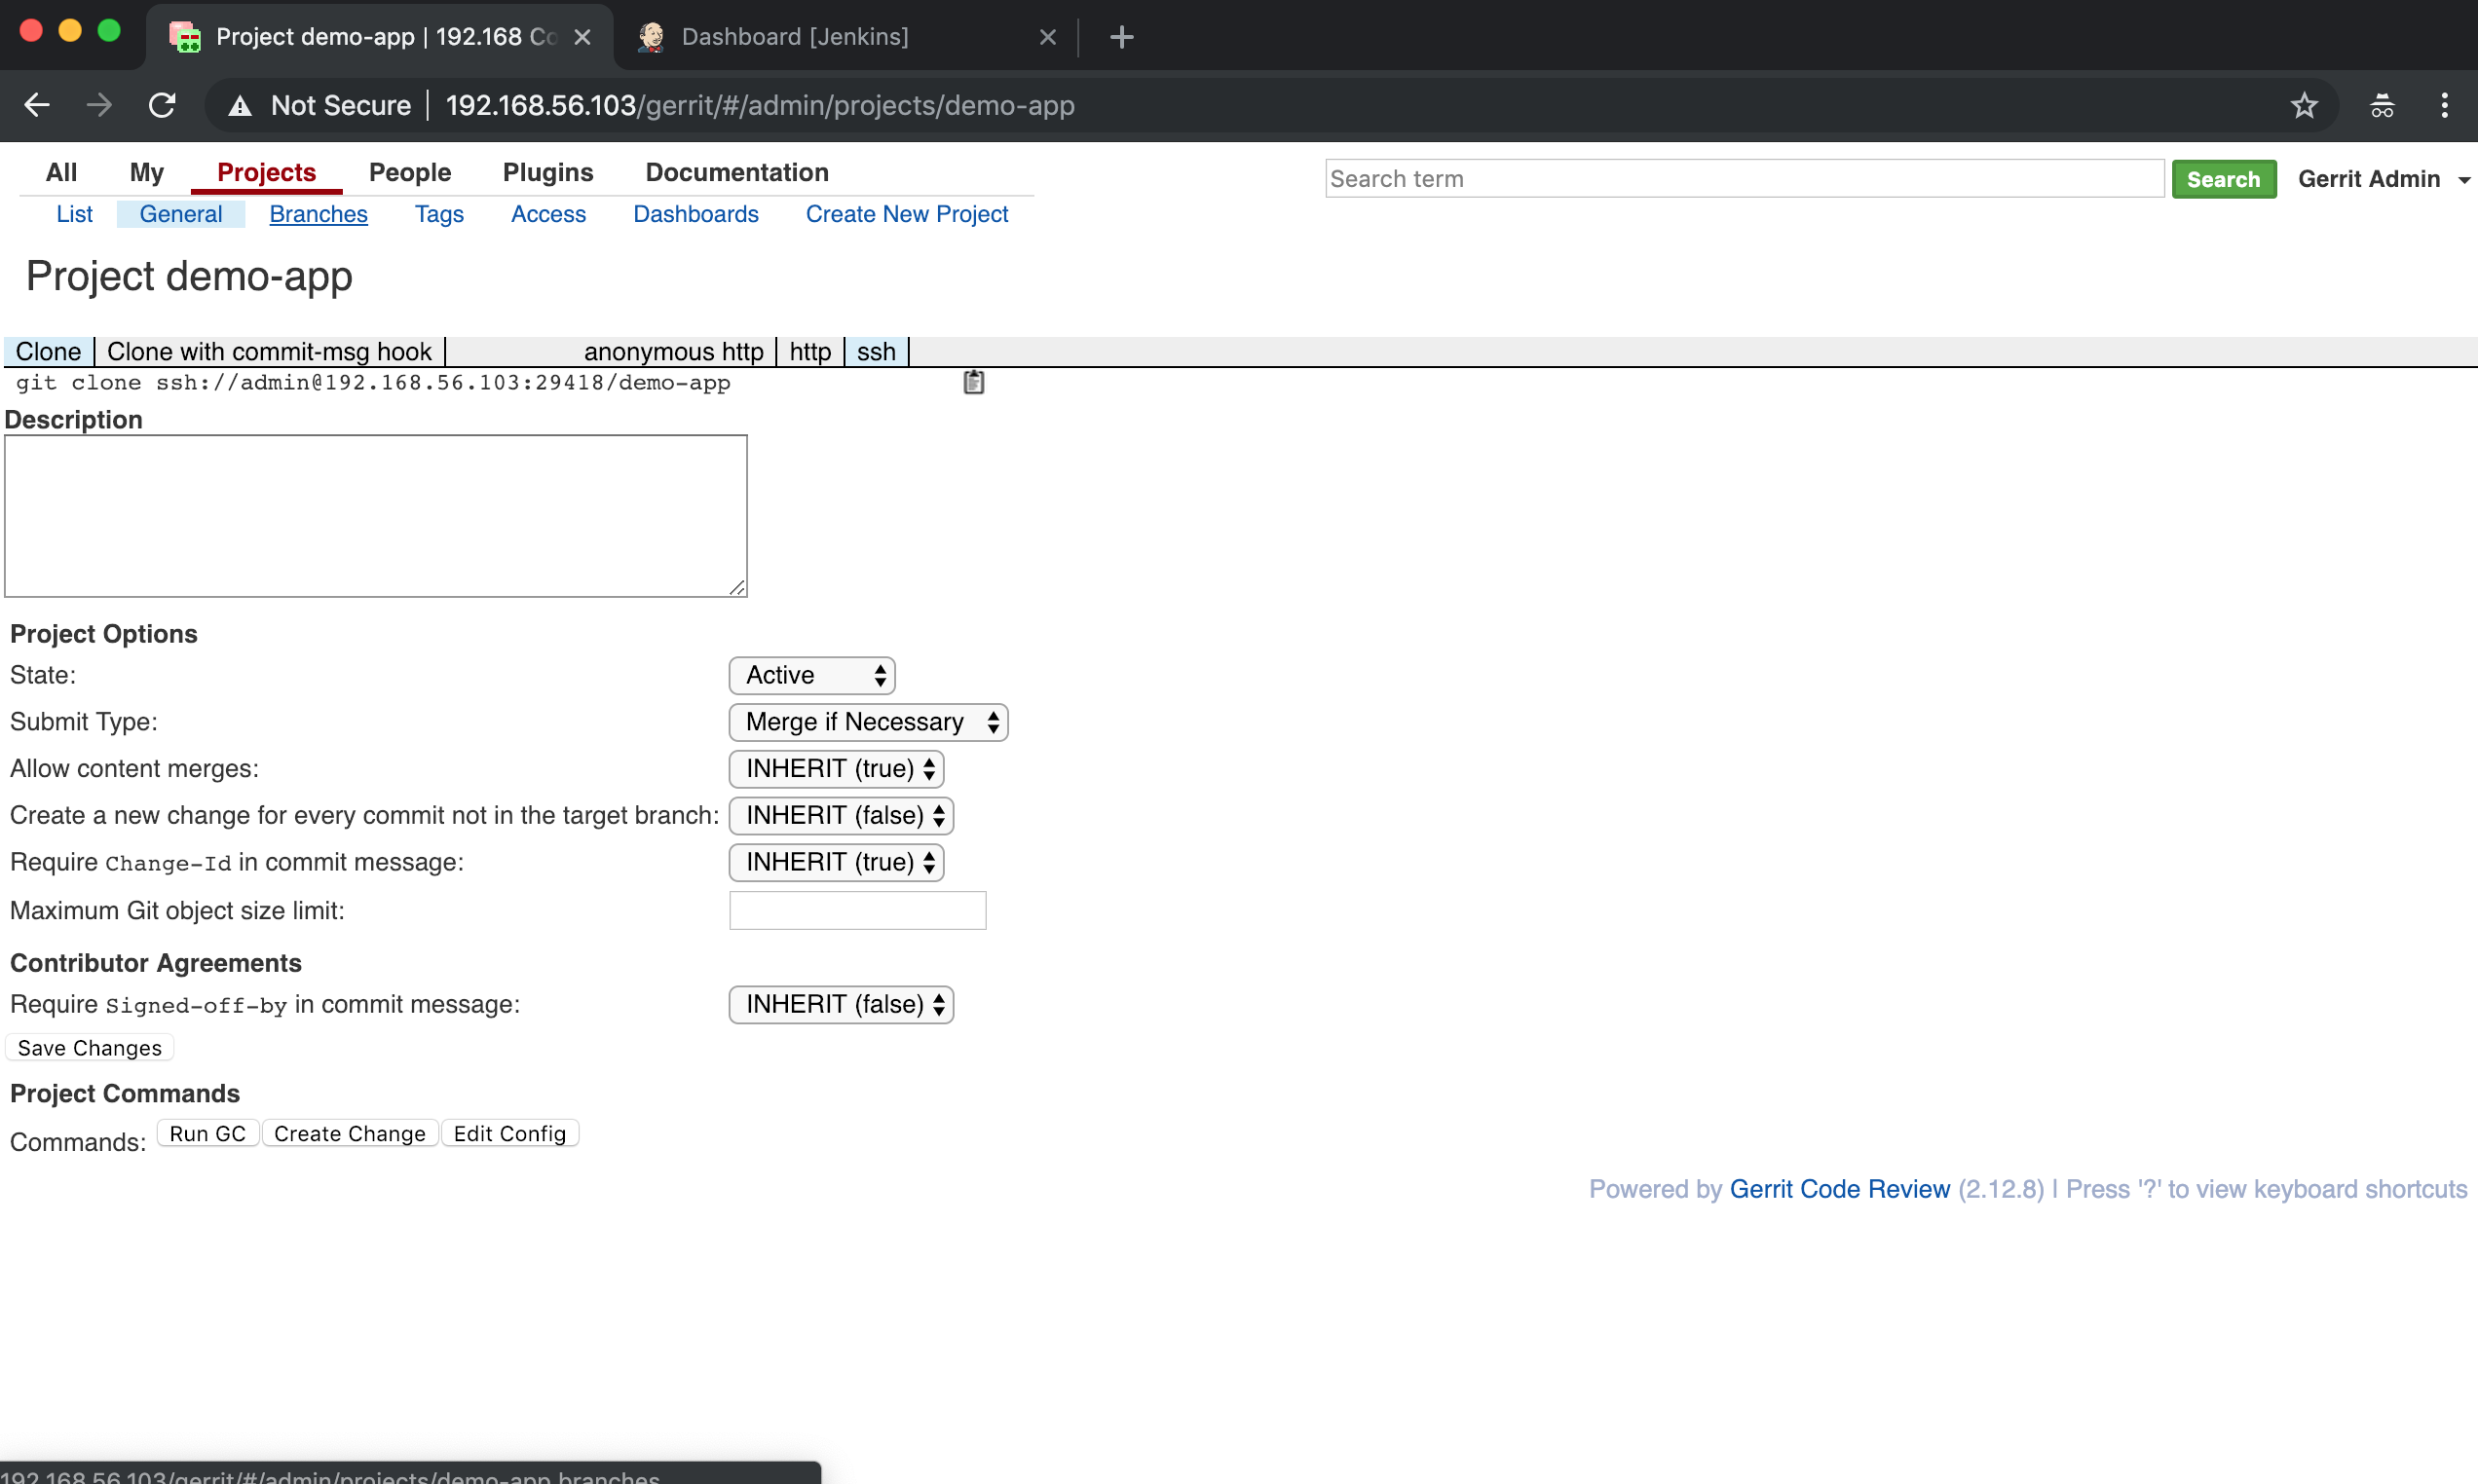 Project demo-app | 192.168 Co
Dashboard [Jenkins]
Not Secure | 192.168.56.103/gerrit/#/admin/projects/demo-app
All My Projects People Plugins Documentation
Search term Search Gerrit Admin
List General Branches Tags Access Dashboards Create New Project
Project demo-app
Clone Clone with commit-msg hook anonymous http http ssh
git clone ssh://admin@192.168.56.103:29418/demo-app
Description
Project Options
State: Active
Submit Type: Merge if Necessary
Allow content merges: INHERIT (true)
Create a new change for every commit not in the target branch: INHERIT (false)
Require Change-Id in commit message: INHERIT (true)
Maximum Git object size limit:
Contributor Agreements
Require Signed-off-by in commit message: INHERIT (false)
Save Changes
Project Commands
Commands: Run GC Create Change Edit Config
Powered by Gerrit Code Review (2.12.8) | Press '?' to view keyboard shortcuts
192.168.56.103/gerrit/#/admin/projects/demo-app,branches